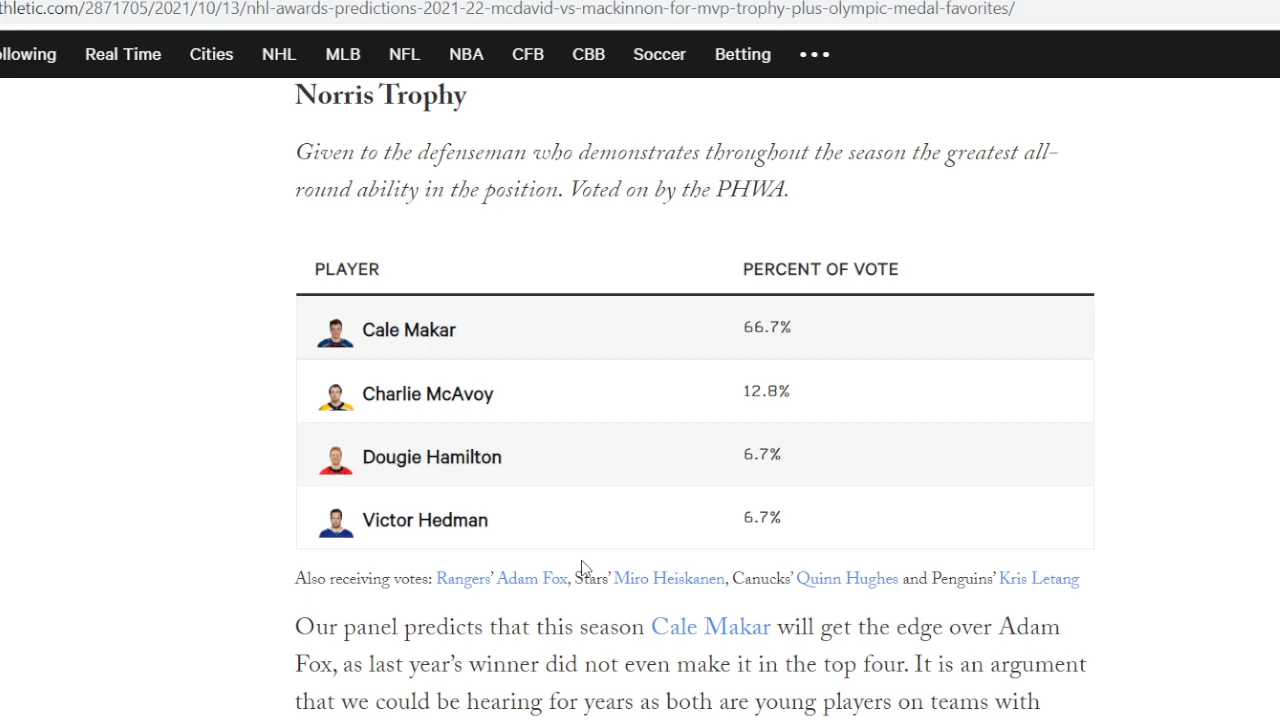 thletic.com/2871705/2021/10/13/nhl-awards-predictions-2021-22-mcdavid-vs-mackinnon-for-mvp-trophy-plus-olympic-medal-favorites/
ollowing Real Time Cities NHL MLB NFL NBA CFB CBB Soccer Betting •••
Norris Trophy
Given to the defenseman who demonstrates throughout the season the greatest all-
round ability in the position. Voted on by the PHWA.
PLAYER PERCENT OF VOTE
Cale Makar 66.7%
Charlie McAvoy 12.8%
Dougie Hamilton 6.7%
Victor Hedman 6.7%
Also receiving votes: Rangers' Adam Fox, Stars' Miro Heiskanen, Canucks' Quinn Hughes and Penguins' Kris Letang
Our panel predicts that this season Cale Makar will get the edge over Adam
Fox, as last year's winner did not even make it in the top four. It is an argument
that we could be hearing for years as both are young players on teams with